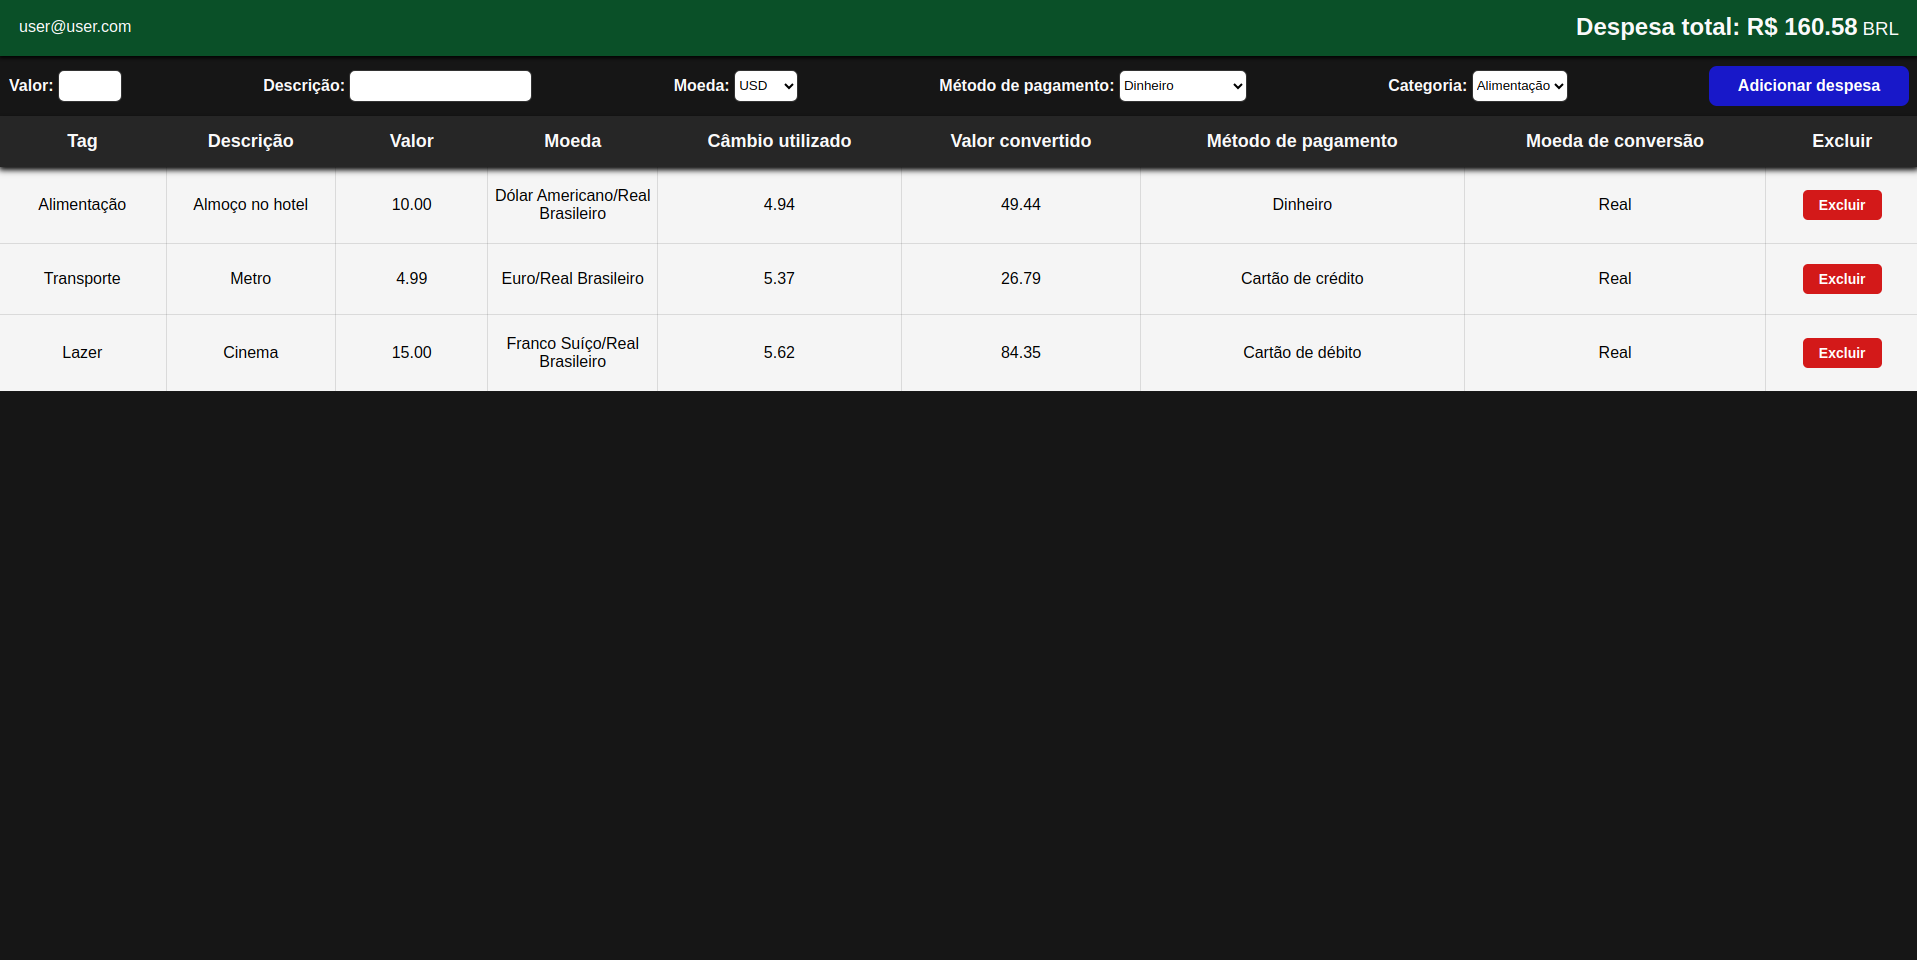 user@user.com Despesa total: R$ 160.58 BRL
Valor: Descrição: Moeda: USD Método de pagamento: Dinheiro Categoria: Alimentação Adicionar despesa
Tag Descrição Valor Moeda Câmbio utilizado Valor convertido Método de pagamento Moeda de conversão Excluir
Alimentação Almoço no hotel 10.00 Dólar Americano/Real Brasileiro 4.94 49.44 Dinheiro Real Excluir
Transporte Metro 4.99 Euro/Real Brasileiro 5.37 26.79 Cartão de crédito Real Excluir
Lazer Cinema 15.00 Franco Suíço/Real Brasileiro 5.62 84.35 Cartão de débito Real Excluir